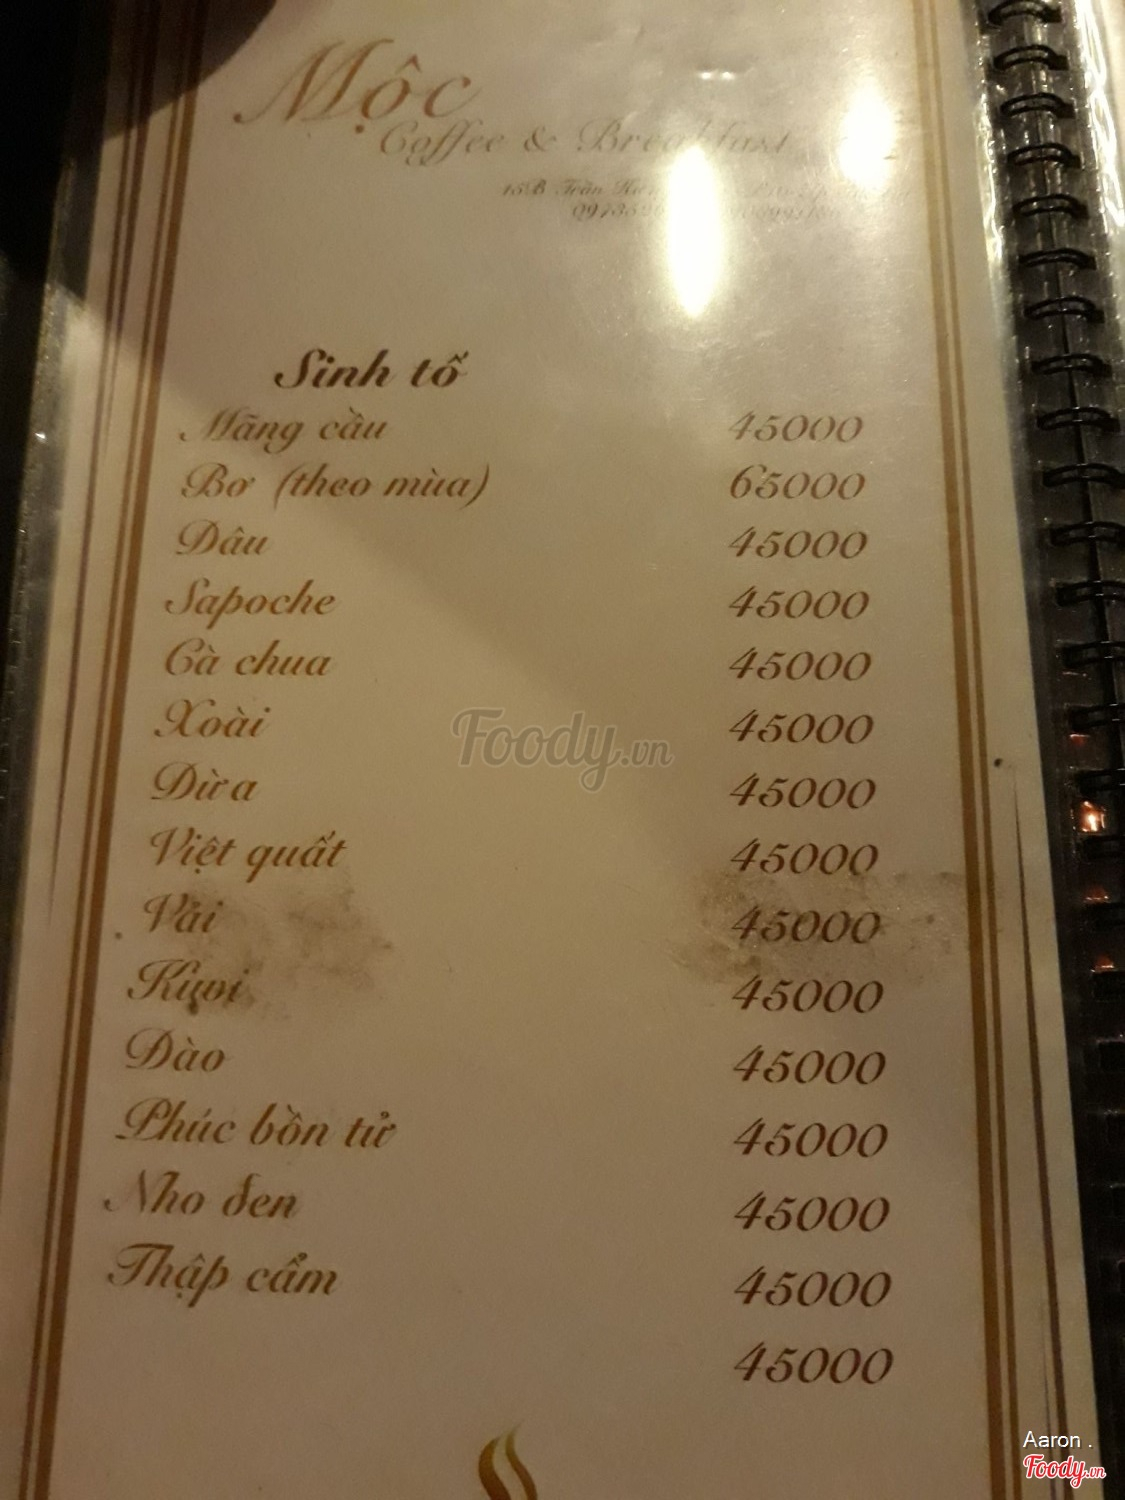 Mộc
Coffee & Breakfast
15B Trần
Sinh tố
Mãng cầu 45000
Bơ (theo mùa) 65000
Dâu 45000
Sapoche 45000
Cà chua 45000
Xoài 45000
Foody.vn
Dừa 45000
Việt quất 45000
Vải 45000
Kiwi 45000
Đào 45000
Phúc bồn tử 45000
Nho đen 45000
Thập cẩm 45000
45000
Aaron .
Foody.vn